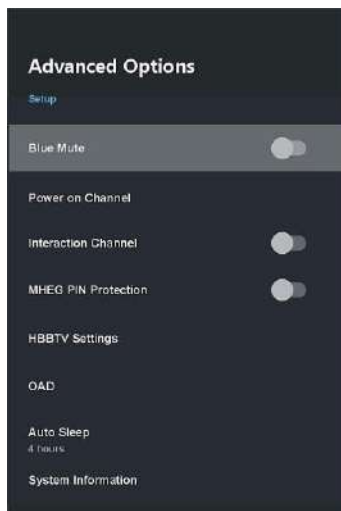 Advanced Options
Setup
Blue Mute
Power on Channel
Interaction Channel
MHEG PIN Protection
HBBTV Settings
OAD
Auto Sleep
4 hours
System Information